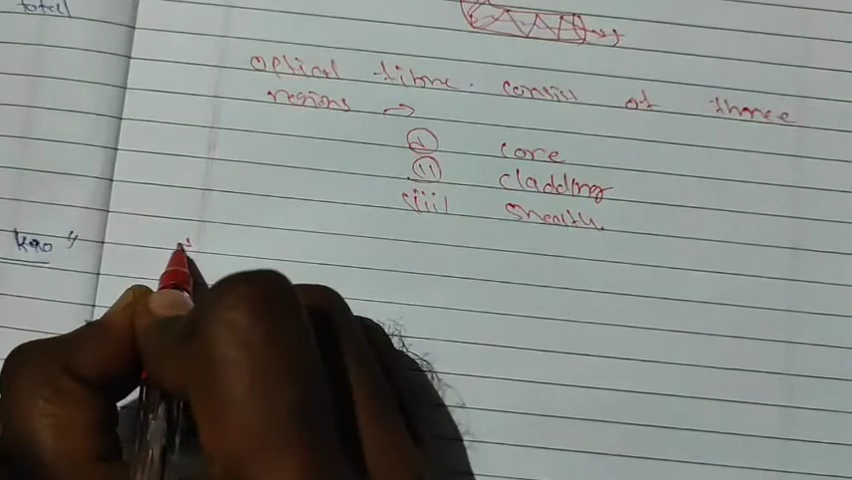 total
optical fibre. consist of three
regions →
(i) core
(ii) cladding
(iii) sheath.
kao"